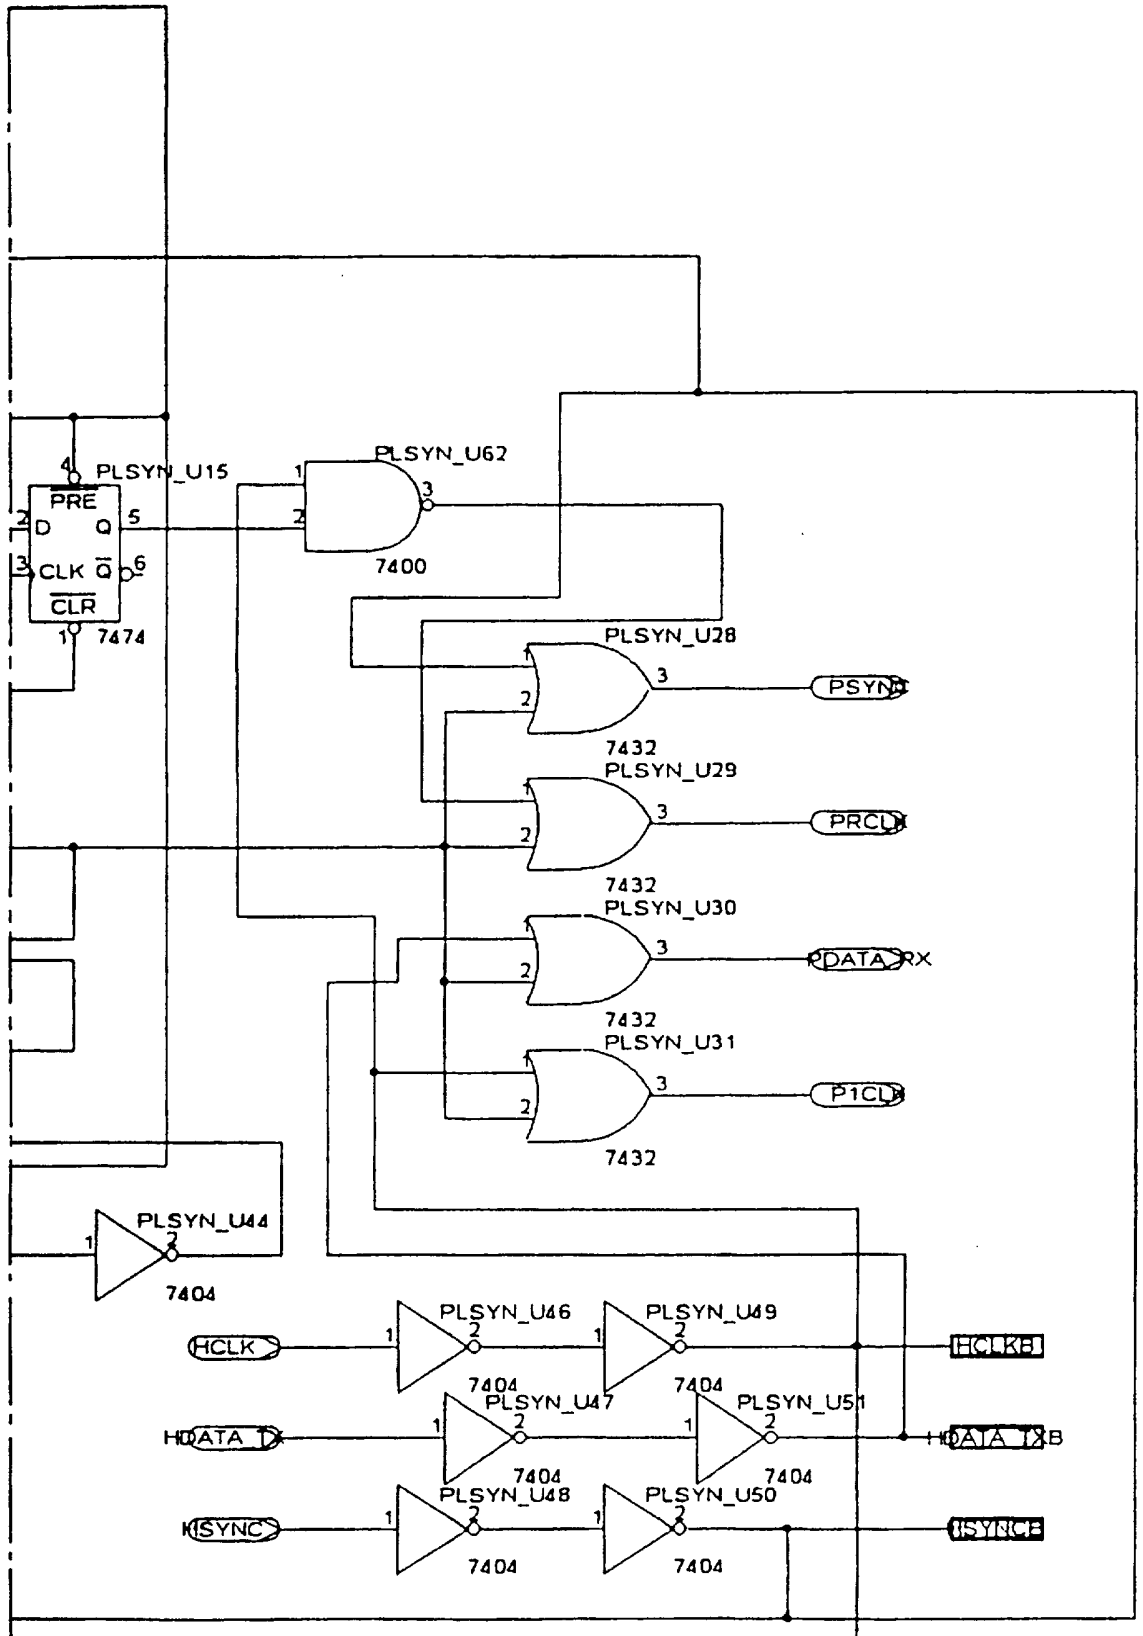 PLSYN_U62
1
3
2
7400
4
PLSYN_U15
PRE
2
D
Q
5
3
CLK
Q
6
CLR
1
7474
PLSYN_U28
1
3
2
PSYNC
7432
PLSYN_U29
1
3
2
PRCLK
7432
PLSYN_U30
1
3
2
PDATA_RX
7432
PLSYN_U31
1
3
2
P1CLK
7432
PLSYN_U44
1
2
7404
HCLK
1
PLSYN_U46
2
7404
1
PLSYN_U49
2
7404
HCLKB
HDATA_TX
1
PLSYN_U47
2
7404
1
PLSYN_U51
2
7404
HDATA_TXB
HSYNC
1
PLSYN_U48
2
7404
1
PLSYN_U50
2
7404
HSYNCB